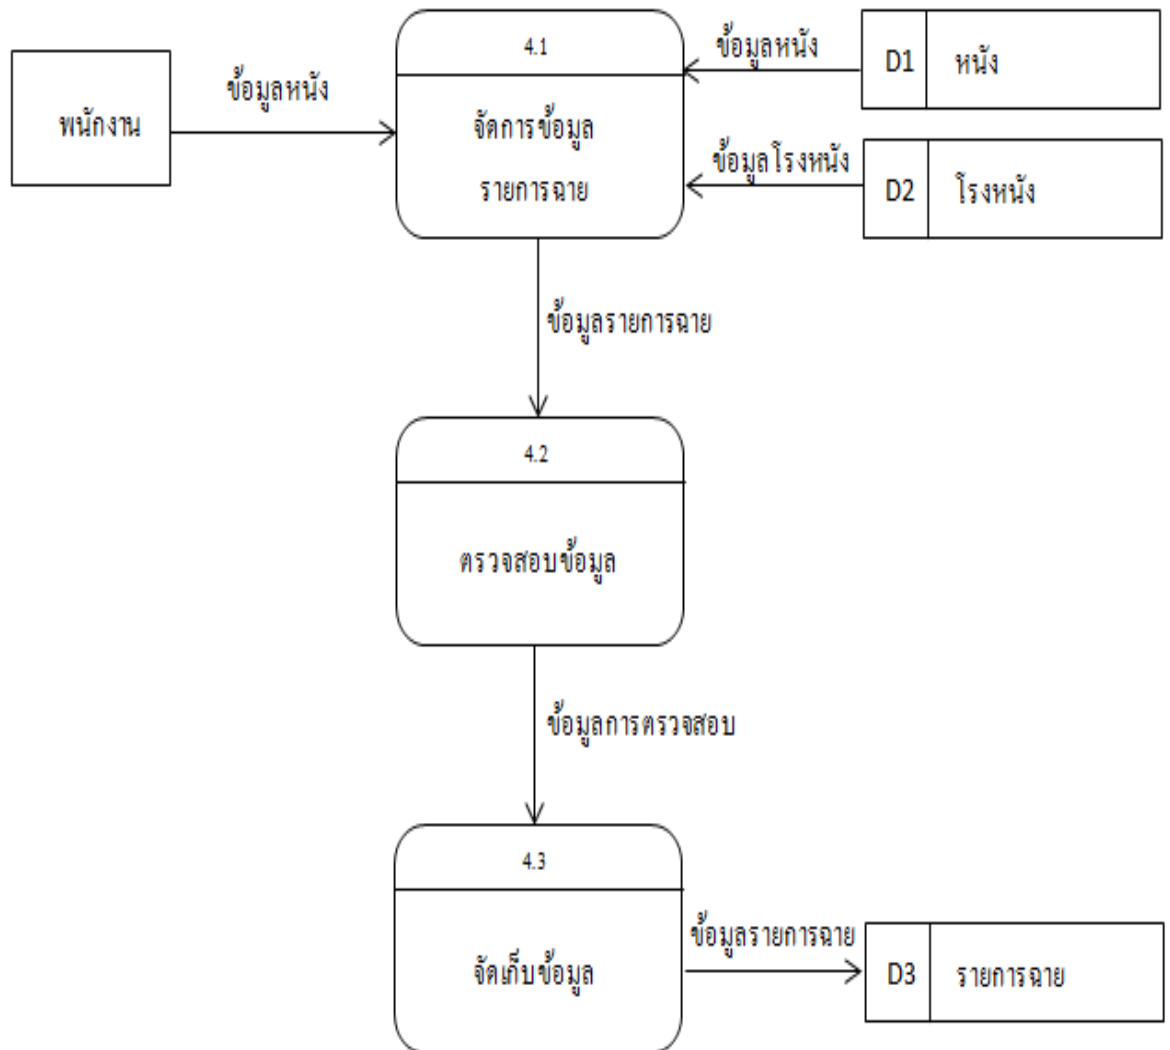 4.1
ข้อมูลหนัง
D1
หนัง
พนักงาน
ข้อมูลหนัง
จัดการข้อมูล
รายการฉาย
ข้อมูลโรงหนัง
D2
โรงหนัง
ข้อมูลรายการฉาย
4.2
ตรวจสอบข้อมูล
ข้อมูลการตรวจสอบ
4.3
จัดเก็บข้อมูล
ข้อมูลรายการฉาย
D3
รายการฉาย